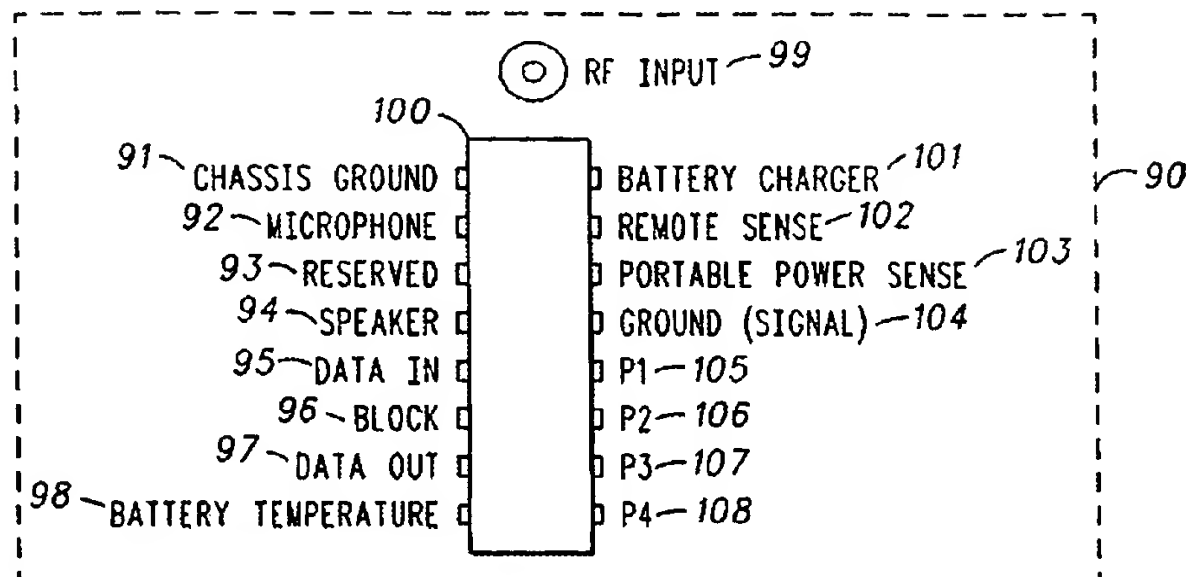 RF INPUT 99
100
91 CHASSIS GROUND BATTERY CHARGER 101
92 MICROPHONE REMOTE SENSE 102
93 RESERVED PORTABLE POWER SENSE 103
94 SPEAKER GROUND (SIGNAL) 104
95 DATA IN P1 105
96 BLOCK P2 106
97 DATA OUT P3 107
98 BATTERY TEMPERATURE P4 108
90